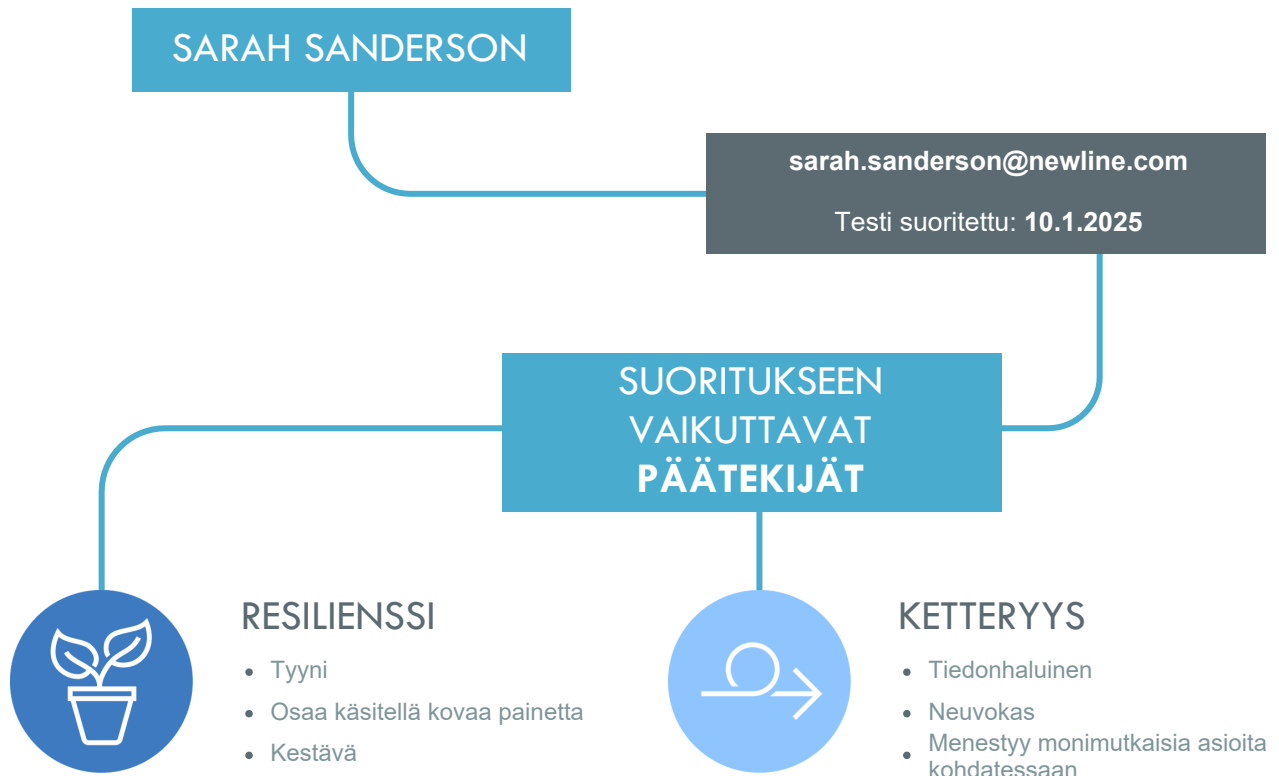 SARAH SANDERSON
sarah.sanderson@newline.com
Testi suoritettu: 10.1.2025
SUORITUKSEEN
VAIKUTTAVAT
PÄÄTEKIJÄT
RESILIENSSI
• Tyyni
• Osaa käsitellä kovaa painetta
• Kestävä
KETTERYYS
• Tiedonhaluinen
• Neuvokas
• Menestyy monimutkaisia asioita
kohdatessaan